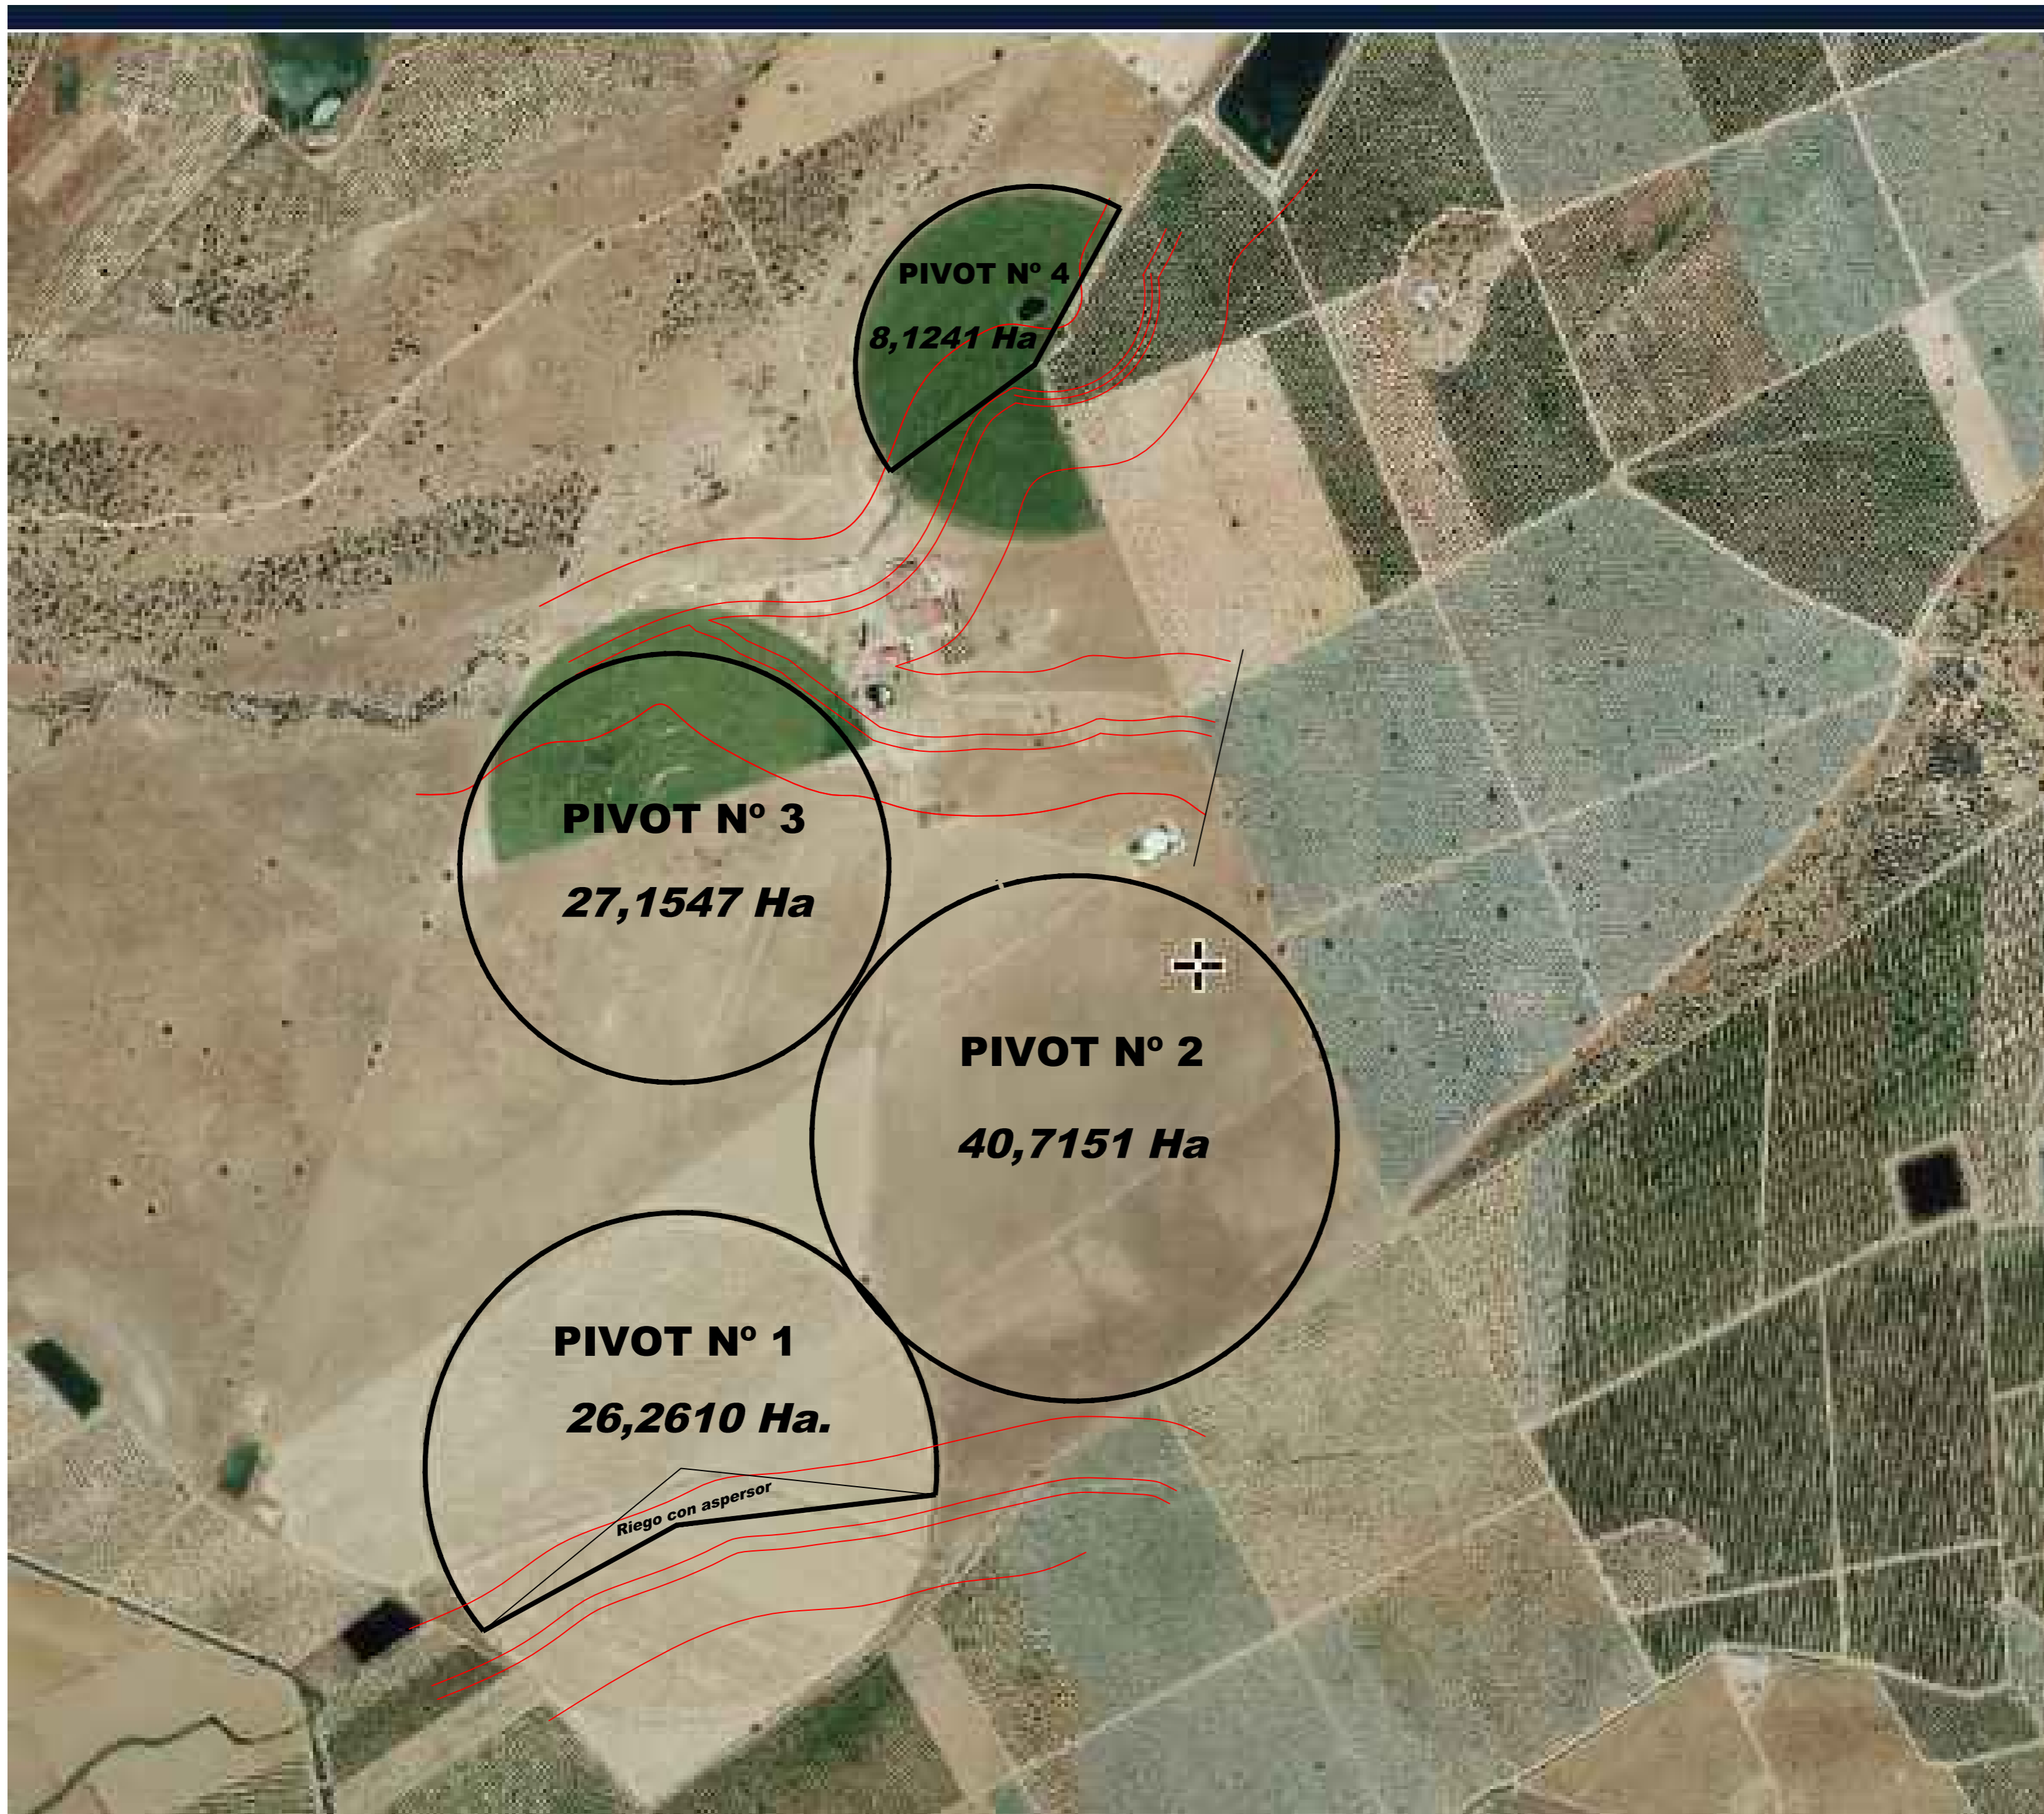 PIVOT Nº 4
8,1241 Ha
PIVOT Nº 3
27,1547 Ha
PIVOT Nº 2
40,7151 Ha
PIVOT Nº 1
26,2610 Ha.
Riego con aspersor